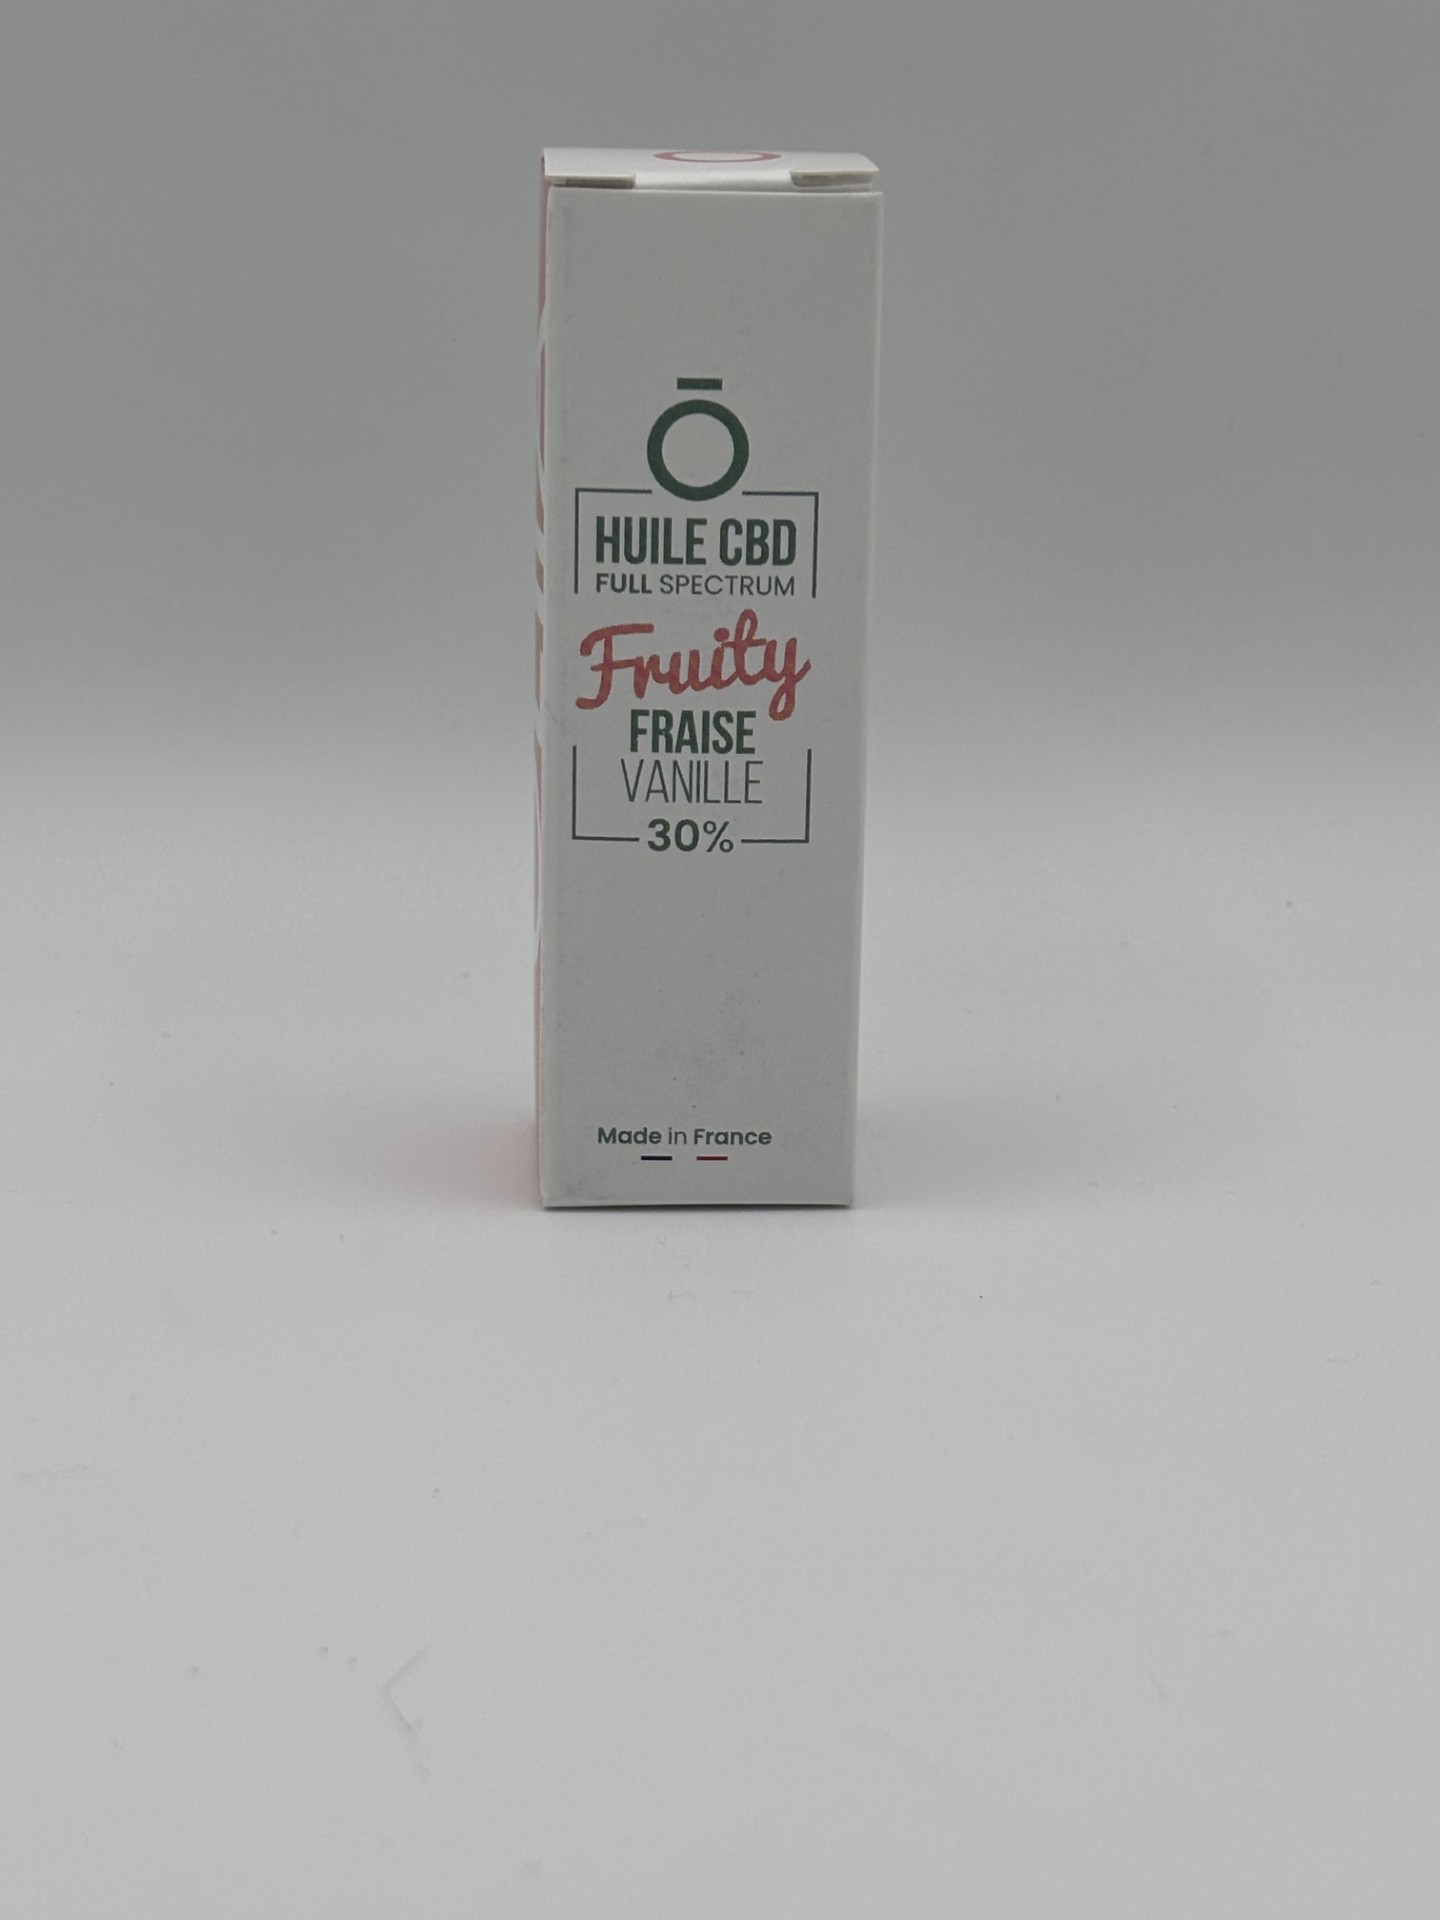 Ō
HUILE CBD
FULL SPECTRUM
Fruity
FRAISE
VANILLE
30%
Made in France